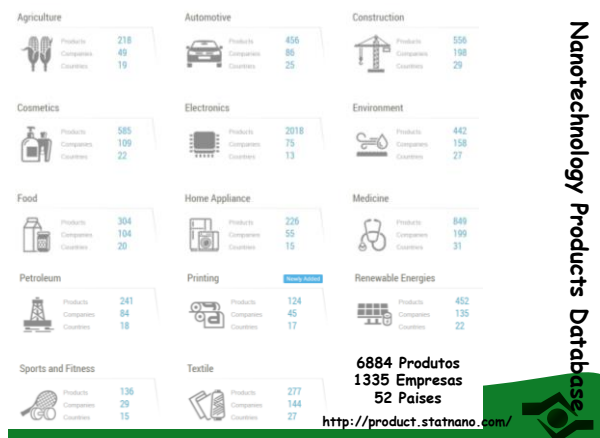 Agriculture
Products 218
Companies 49
Countries 19
Automotive
Products 456
Companies 86
Countries 25
Construction
Products 556
Companies 198
Countries 29
Cosmetics
Products 585
Companies 109
Countries 22
Electronics
Products 2018
Companies 75
Countries 13
Environment
Products 442
Companies 158
Countries 27
Food
Products 304
Companies 104
Countries 20
Home Appliance
Products 226
Companies 55
Countries 15
Medicine
Products 849
Companies 199
Countries 31
Petroleum
Products 241
Companies 84
Countries 18
Printing
Newly Added
Products 124
Companies 45
Countries 17
Renewable Energies
Products 452
Companies 135
Countries 22
Sports and Fitness
Products 136
Companies 29
Countries 15
Textile
Products 277
Companies 144
Countries 27
6884 Produtos
1335 Empresas
52 Paises
http://product.statnano.com/
Nanotechnology Products Database